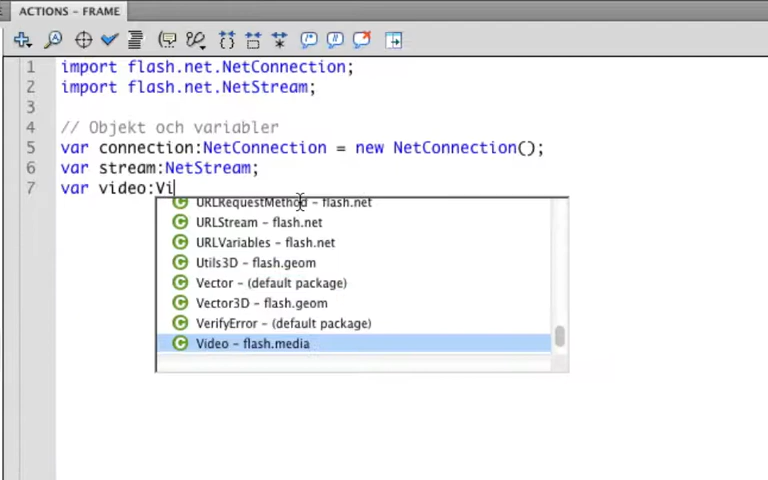 ACTIONS – FRAME
1 import flash.net.NetConnection;
2 import flash.net.NetStream;
3
4 // Objekt och variabler
5 var connection:NetConnection = new NetConnection();
6 var stream:NetStream;
7 var video:Vi
URLRequestMethod – flash.net
URLStream – flash.net
URLVariables – flash.net
Utils3D – flash.geom
Vector – (default package)
Vector3D – flash.geom
VerifyError – (default package)
Video – flash.media